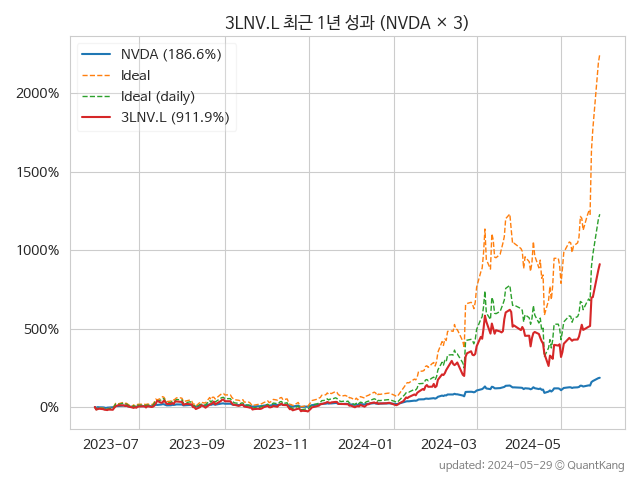 3LNV.L 최근 1년 성과 (NVDA × 3)
NVDA (186.6%)
Ideal
Ideal (daily)
3LNV.L (911.9%)
2000%
1500%
1000%
500%
0%
2023-07 2023-09 2023-11 2024-01 2024-03 2024-05
updated: 2024-05-29 © QuantKang